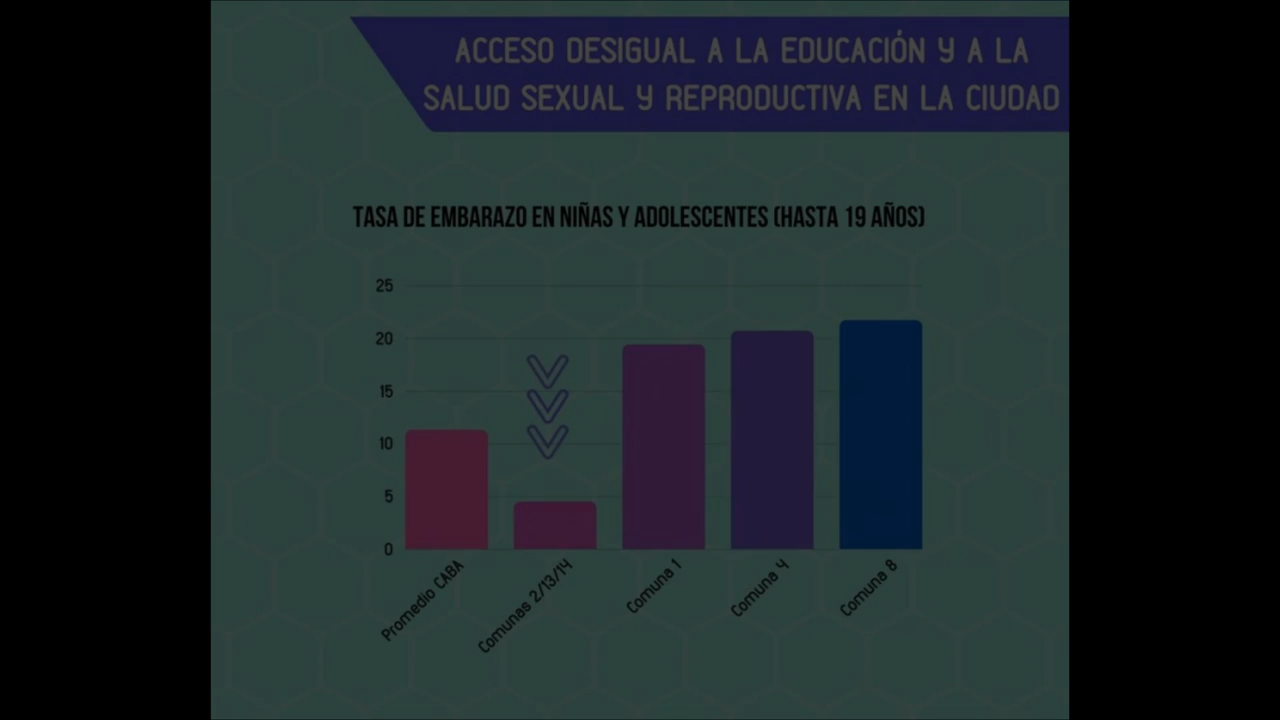 ACCESO DESIGUAL A LA EDUCACIÓN Y A LA
SALUD SEXUAL Y REPRODUCTIVA EN LA CIUDAD
TASA DE EMBARAZO EN NIÑAS Y ADOLESCENTES (HASTA 19 AÑOS)
25
20
15
10
5
0
Promedio CABA
Comunas 2/13/14
Comuna 1
Comuna 4
Comuna 8